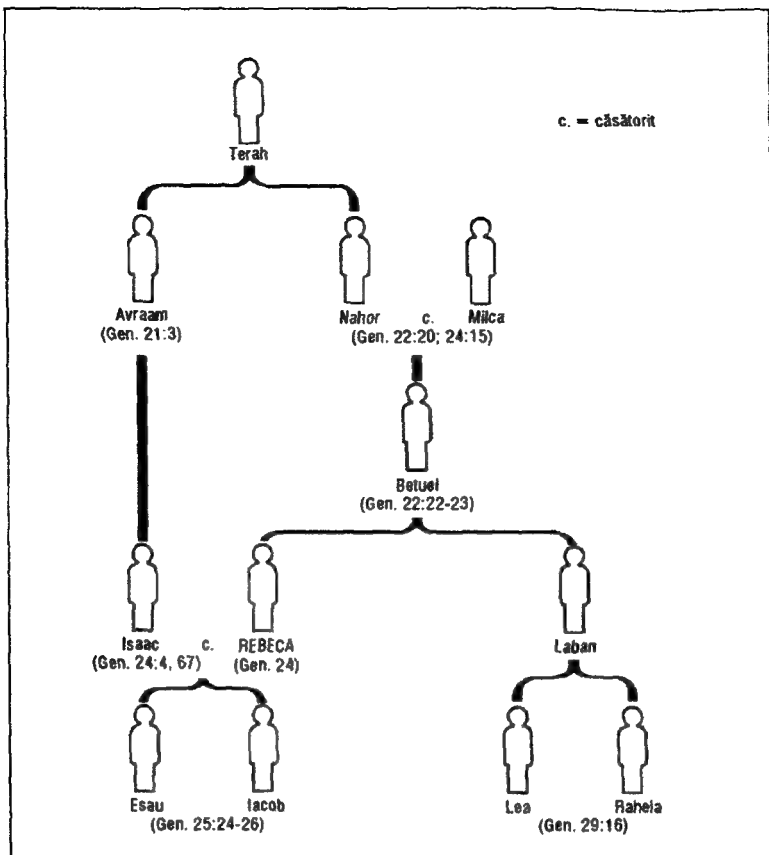 c. = căsătorit
Terah
Avraam
(Gen. 21:3)
Nahor c. Milca
(Gen. 22:20; 24:15)
Betuel
(Gen. 22:22-23)
Isaac c. REBECA
(Gen. 24:4, 67) (Gen. 24)
Laban
Esau Iacob
(Gen. 25:24-26)
Lea Rahela
(Gen. 29:16)